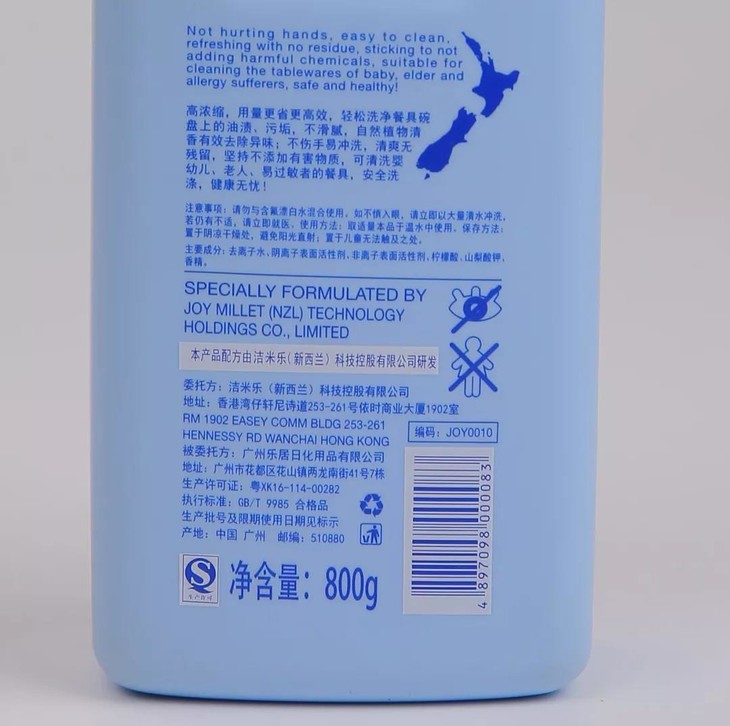 Not hurting hands, easy to clean,
refreshing with no residue, sticking to not
adding harmful chemicals, suitable for
cleaning the tablewares of baby, elder and
allergy sufferers, safe and healthy!
高浓缩，用量更省更高效，轻松洗净餐具碗
盘上的油渍、污垢，不滑腻，自然植物清
香有效去除异味；不伤手易冲洗，清爽无
残留，坚持不添加有害物质，可清洗婴
幼儿、老人、易过敏者的餐具，安全洗
涤，健康无忧！
注意事项：请勿与含氟漂白水混合使用。如不慎入眼，请立即以大量清水冲洗，
若仍有不适，请立即就医。使用方法：取适量本品于温水中使用。保存方法：
置于阴凉干燥处，避免阳光直射；置于儿童无法触及之处。
主要成分：去离子水、阴离子表面活性剂、非离子表面活性剂、柠檬酸、山梨酸钾、
香精。
SPECIALLY FORMULATED BY
JOY MILLET (NZL) TECHNOLOGY
HOLDINGS CO., LIMITED
本产品配方由洁米乐（新西兰）科技控股有限公司研发
委托方：洁米乐（新西兰）科技控股有限公司
地址：香港湾仔轩尼诗道253-261号依时商业大厦1902室
RM 1902 EASEY COMM BLDG 253-261
HENNESSY RD WANCHAI HONG KONG
编码：JOY0010
被委托方：广州乐居日化用品有限公司
地址：广州市花都区花山镇两龙南街41号7栋
生产许可证：粤XK16-114-00282
执行标准：GB/T 9985 合格品
生产批号及限期使用日期见标示
产地：中国 广州 邮编：510880
生产许可
净含量：800g
4 897098 000083